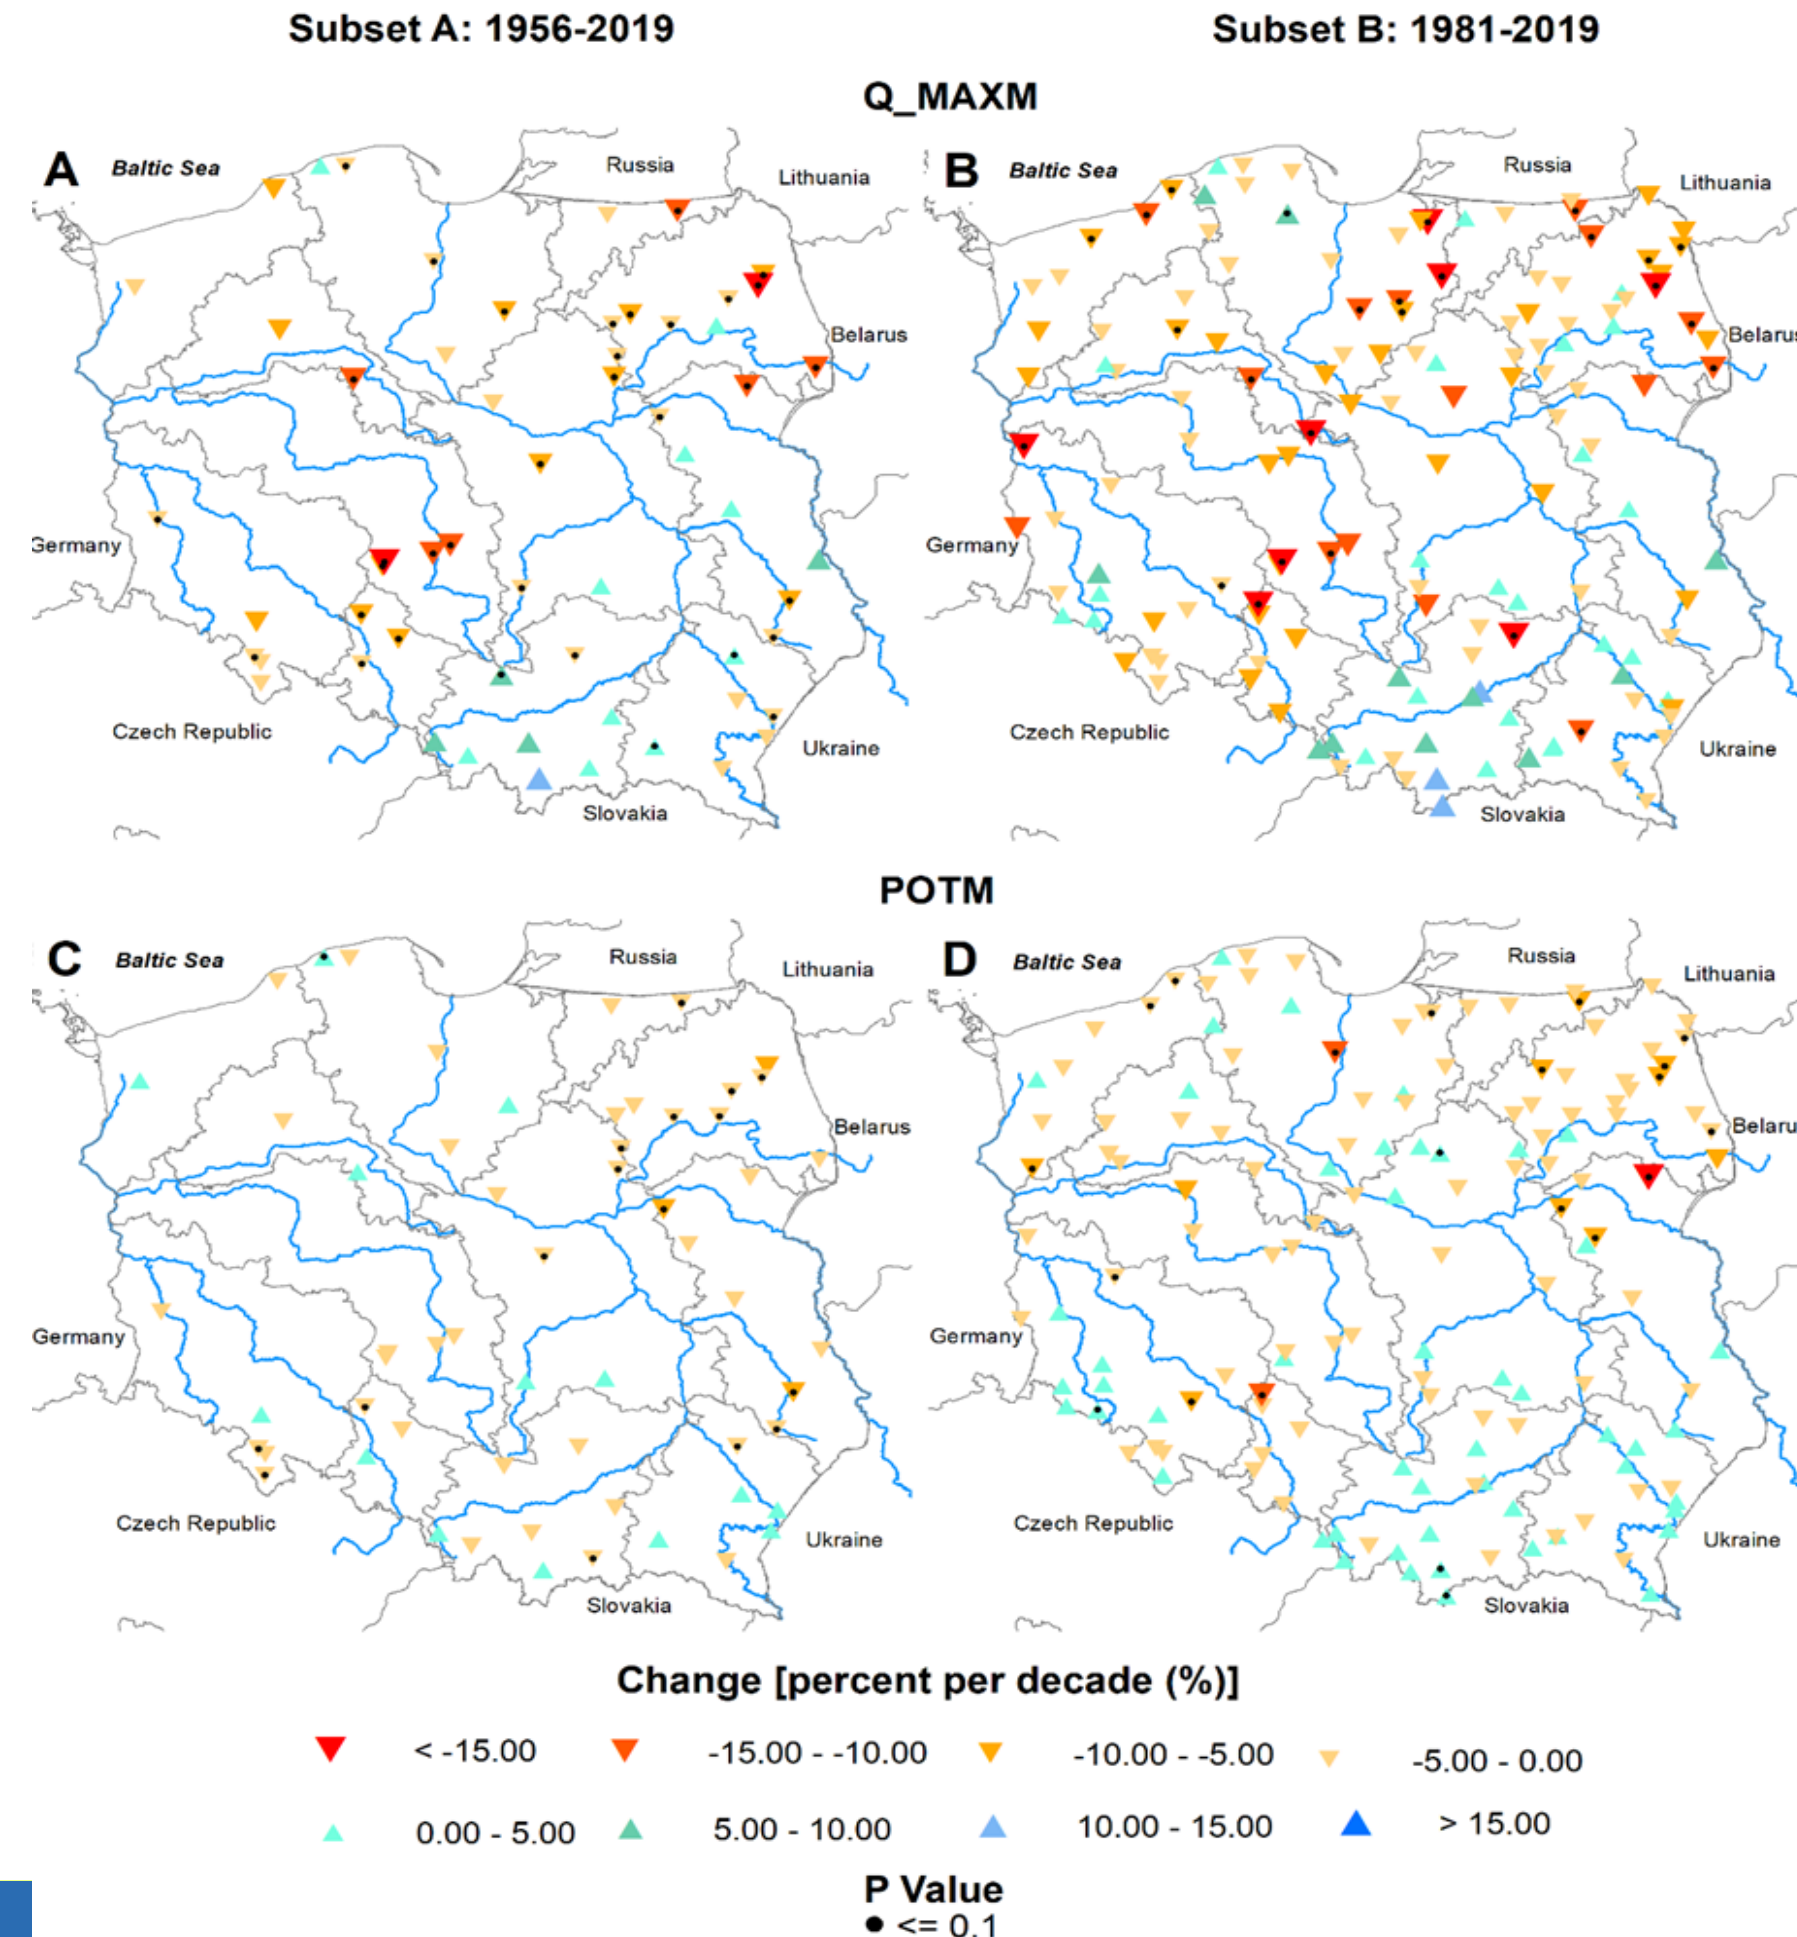 Subset A: 1956-2019
Subset B: 1981-2019
Q_MAXM
A
Baltic Sea
Russia
Lithuania
Belarus
Germany
Czech Republic
Slovakia
Ukraine
B
Baltic Sea
Russia
Lithuania
Belarus
Germany
Czech Republic
Slovakia
Ukraine
POTM
C
Baltic Sea
Russia
Lithuania
Belarus
Germany
Czech Republic
Slovakia
Ukraine
D
Baltic Sea
Russia
Lithuania
Belaru
Germany
Czech Republic
Slovakia
Ukraine
Change [percent per decade (%)]
< -15.00
-15.00 - -10.00
-10.00 - -5.00
-5.00 - 0.00
0.00 - 5.00
5.00 - 10.00
10.00 - 15.00
> 15.00
P Value
<= 0.1